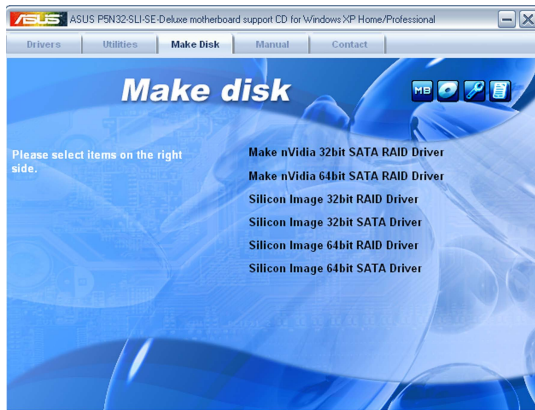 ASUS ASUS P5N32-SLI-SE-Deluxe motherboard support CD for Windows XP Home/Professional
Drivers Utilities Make Disk Manual Contact
Make disk
MB
Please select items on the right
side.
Make nVidia 32bit SATA RAID Driver
Make nVidia 64bit SATA RAID Driver
Silicon Image 32bit RAID Driver
Silicon Image 32bit SATA Driver
Silicon Image 64bit RAID Driver
Silicon Image 64bit SATA Driver